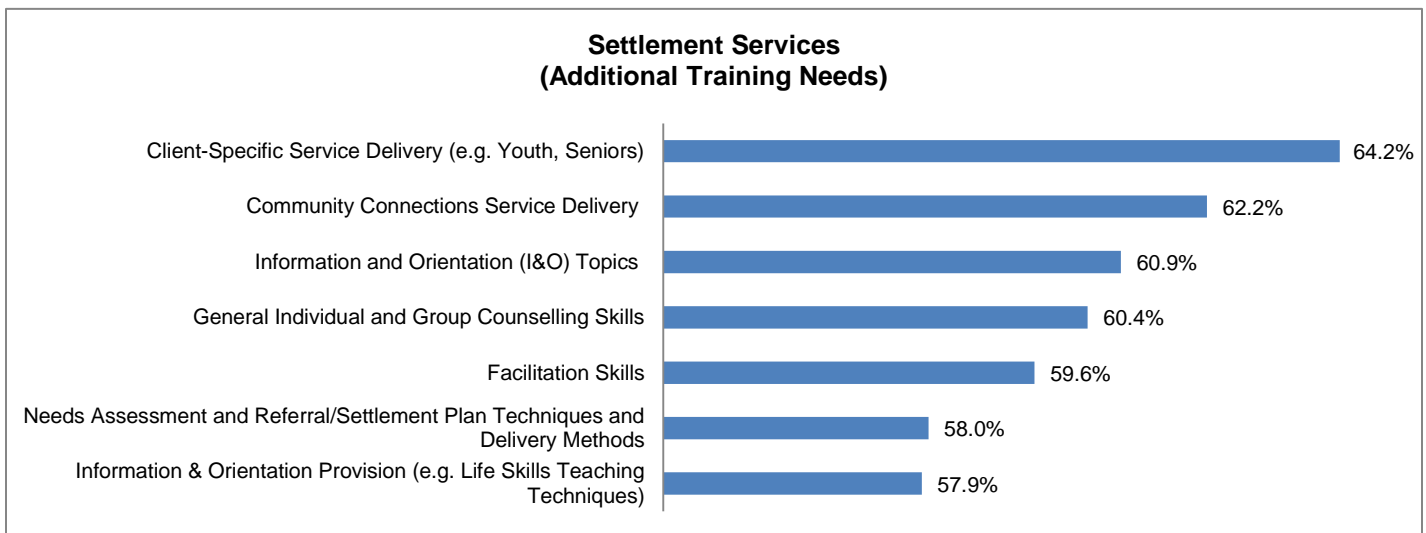 Settlement Services
(Additional Training Needs)
Client-Specific Service Delivery (e.g. Youth, Seniors)
64.2%
Community Connections Service Delivery
62.2%
Information and Orientation (I&O) Topics
60.9%
General Individual and Group Counselling Skills
60.4%
Facilitation Skills
59.6%
Needs Assessment and Referral/Settlement Plan Techniques and
Delivery Methods
58.0%
Information & Orientation Provision (e.g. Life Skills Teaching
Techniques)
57.9%